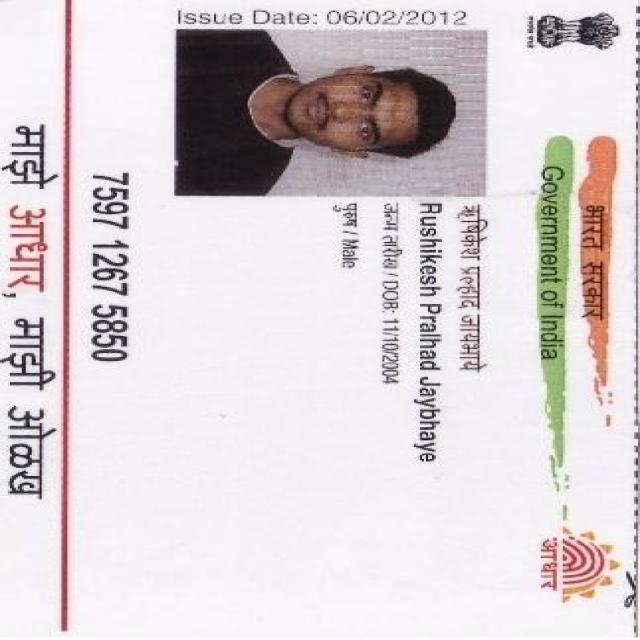 Issue Date: 06/02/2012
भारत सरकार
Government of India
ऋषिकेश प्रल्हाद जायभाये
Rushikesh Pralhad Jaybhaye
जन्म तारीख / DOB: 11/10/2004
पुरुष / Male
आधार
7597 1267 5850
माझे आधार, माझी ओळख